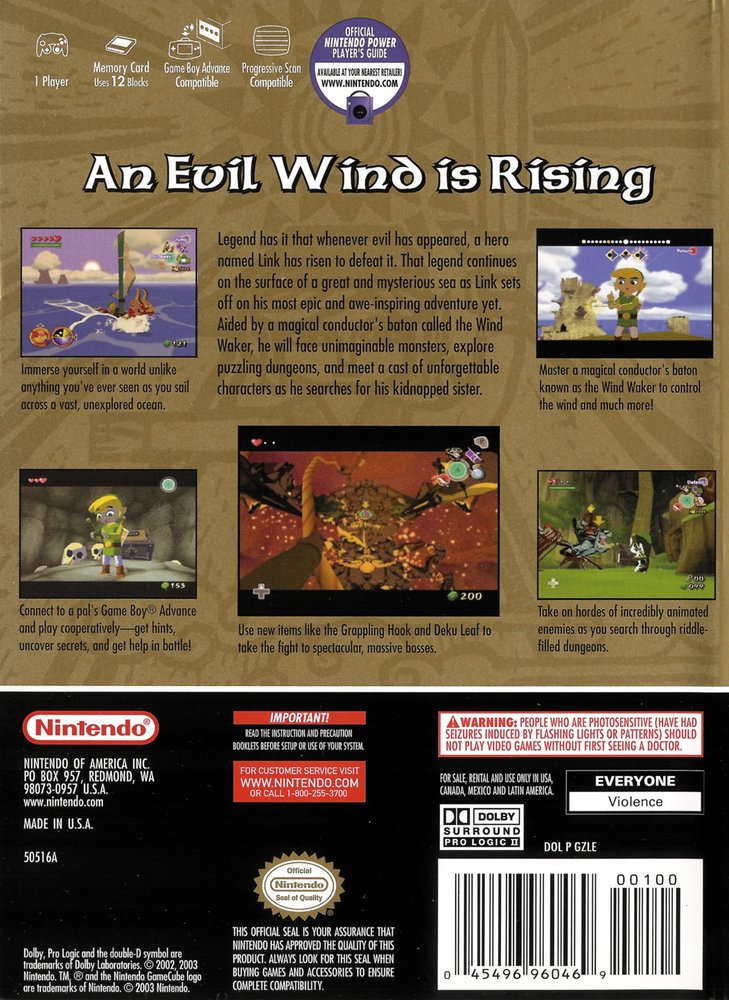 1 Player
Memory Card
Uses 12 Blocks
Game Boy Advance
Compatible
Progressive Scan
Compatible
OFFICIAL
NINTENDO POWER
PLAYER'S GUIDE
AVAILABLE AT YOUR NEAREST RETAILER!
WWW.NINTENDO.COM
An Evil Wind is Rising
127
Immerse yourself in a world unlike
anything you've ever seen as you sail
across a vast, unexplored ocean.
Legend has it that whenever evil has appeared, a hero
named Link has risen to defeat it. That legend continues
on the surface of a great and mysterious sea as Link sets
off on his most epic and awe-inspiring adventure yet.
Aided by a magical conductor's baton called the Wind
Waker, he will face unimaginable monsters, explore
puzzling dungeons, and meet a cast of unforgettable
characters as he searches for his kidnapped sister.
Return
Master a magical conductor's baton
known as the Wind Waker to control
the wind and much more!
153
Connect to a pal's Game Boy® Advance
and play cooperatively—get hints,
uncover secrets, and get help in battle!
200
Use new items like the Grappling Hook and Deku Leaf to
take the fight to spectacular, massive bosses.
Defend
Take on hordes of incredibly animated
enemies as you search through riddle-
filled dungeons.
Nintendo®
NINTENDO OF AMERICA INC.
PO BOX 957, REDMOND, WA
98073-0957 U.S.A.
www.nintendo.com
MADE IN U.S.A.
50516A
Dolby, Pro Logic and the double-D symbol are
trademarks of Dolby Laboratories. © 2002, 2003
Nintendo. TM, ® and the Nintendo GameCube logo
are trademarks of Nintendo. © 2003 Nintendo.
IMPORTANT!
READ THE INSTRUCTION AND PRECAUTION
BOOKLETS BEFORE SETUP OR USE OF YOUR SYSTEM.
FOR CUSTOMER SERVICE VISIT
WWW.NINTENDO.COM
OR CALL 1-800-255-3700
Official
Nintendo
Seal of Quality
THIS OFFICIAL SEAL IS YOUR ASSURANCE THAT
NINTENDO HAS APPROVED THE QUALITY OF THIS
PRODUCT. ALWAYS LOOK FOR THIS SEAL WHEN
BUYING GAMES AND ACCESSORIES TO ENSURE
COMPLETE COMPATIBILITY.
WARNING: PEOPLE WHO ARE PHOTOSENSITIVE (HAVE HAD
SEIZURES INDUCED BY FLASHING LIGHTS OR PATTERNS) SHOULD
NOT PLAY VIDEO GAMES WITHOUT FIRST SEEING A DOCTOR.
FOR SALE, RENTAL AND USE ONLY IN USA,
CANADA, MEXICO AND LATIN AMERICA.
EVERYONE
Violence
DOLBY
SURROUND
PRO LOGIC II
DOL P GZLE
00100
0 45496 96046 9